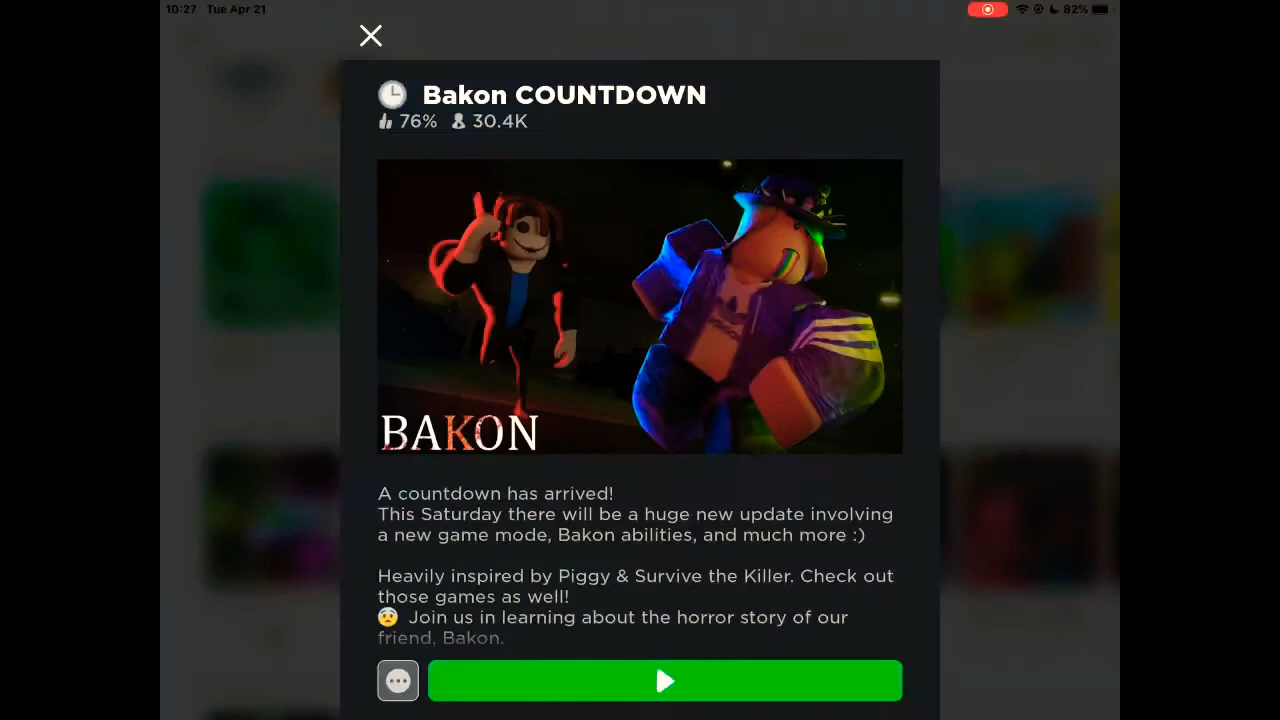 10:27 Tue Apr 21
82%
Bakon COUNTDOWN
76% 30.4K
BAKON
A countdown has arrived!
This Saturday there will be a huge new update involving
a new game mode, Bakon abilities, and much more :)
Heavily inspired by Piggy & Survive the Killer. Check out
those games as well!
😨 Join us in learning about the horror story of our
friend, Bakon.